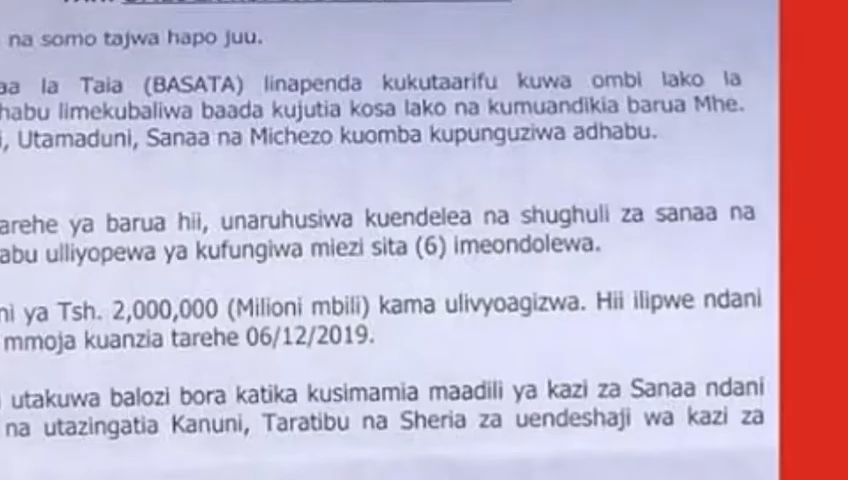 na somo tajwa hapo juu.
aa la Taia (BASATA) linapenda kukutaarifu kuwa ombi lako la
habu limekubaliwa baada kujutia kosa lako na kumuandikia barua Mhe.
i, Utamaduni, Sanaa na Michezo kuomba kupunguziwa adhabu.
arehe ya barua hii, unaruhusiwa kuendelea na shughuli za sanaa na
abu ulliyopewa ya kufungiwa miezi sita (6) imeondolewa.
ni ya Tsh. 2,000,000 (Milioni mbili) kama ulivyoagizwa. Hii ilipwe ndani
mmoja kuanzia tarehe 06/12/2019.
utakuwa balozi bora katika kusimamia maadili ya kazi za Sanaa ndani
na utazingatia Kanuni, Taratibu na Sheria za uendeshaji wa kazi za